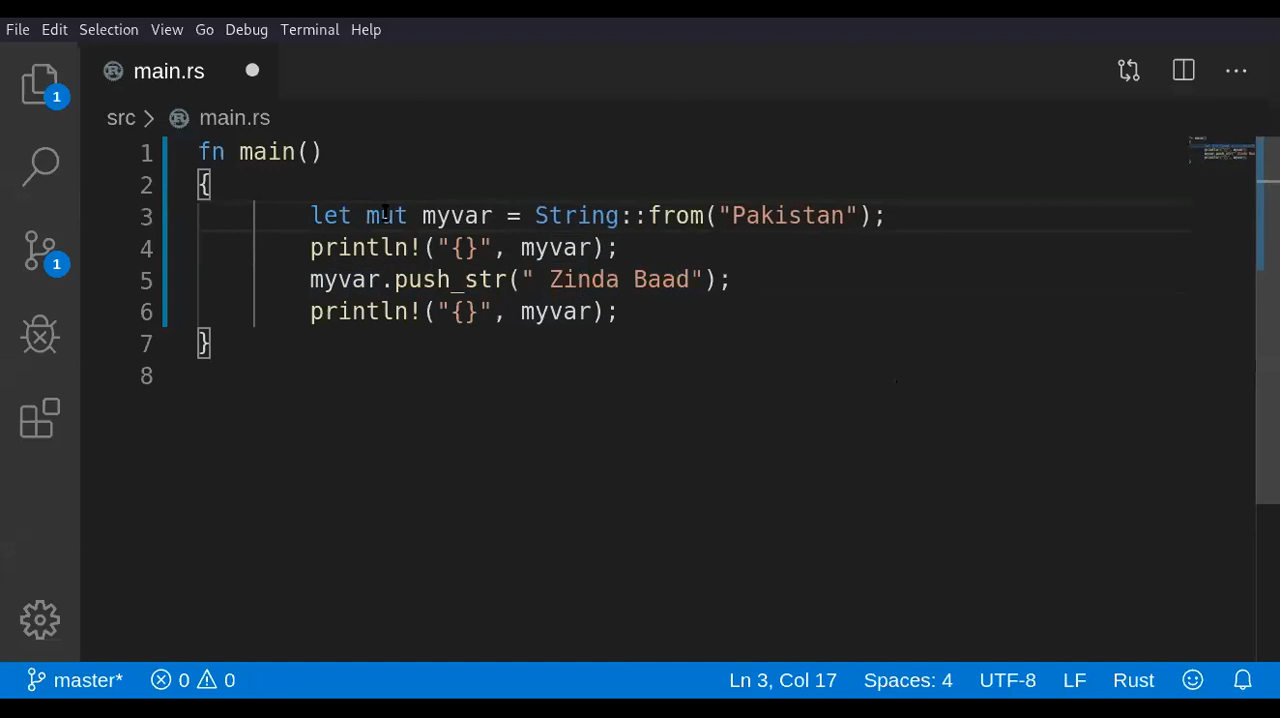 File Edit Selection View Go Debug Terminal Help
main.rs
1
src > main.rs
1 fn main()
2 {
3 let mut myvar = String::from("Pakistan");
4 println!("{}", myvar);
5 myvar.push_str(" Zinda Baad");
6 println!("{}", myvar);
7 }
8
1
master* 0 0 Ln 3, Col 17 Spaces: 4 UTF-8 LF Rust